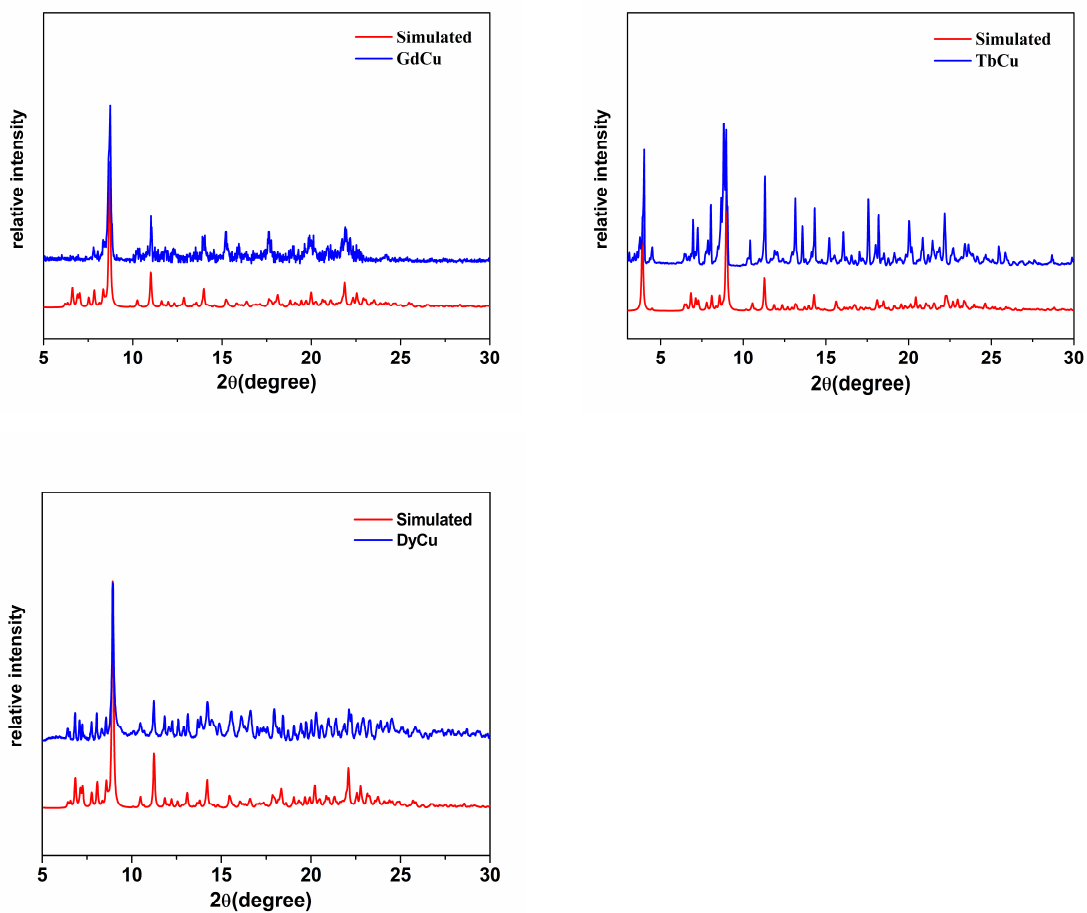 Simulated
GdCu
relative intensity
5 10 15 20 25 30
2θ(degree)
Simulated
TbCu
relative intensity
5 10 15 20 25 30
2θ(degree)
Simulated
DyCu
relative intensity
5 10 15 20 25 30
2θ(degree)